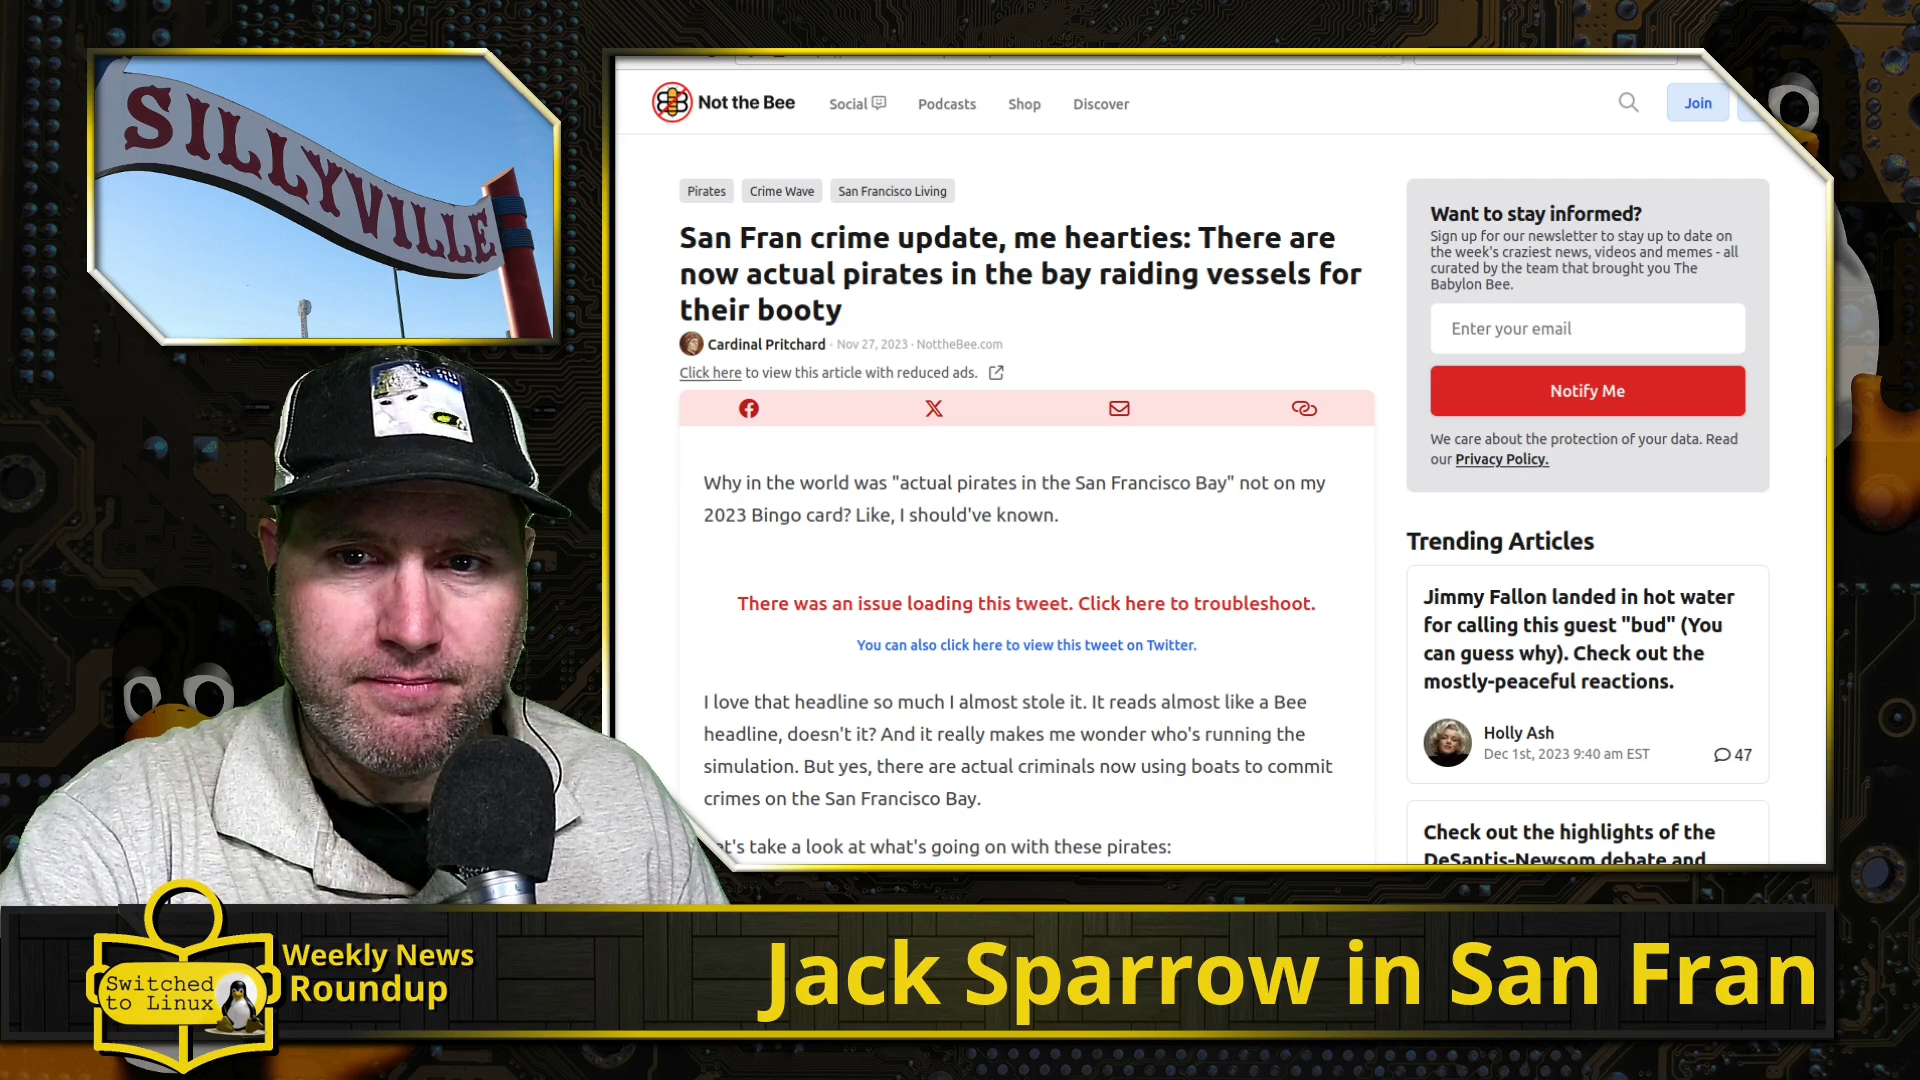 SILLYVILLE
Not the Bee
Social
Podcasts
Shop
Discover
Join
Pirates
Crime Wave
San Francisco Living
San Fran crime update, me hearties: There are
now actual pirates in the bay raiding vessels for
their booty
Cardinal Pritchard · Nov 27, 2023 · NottheBee.com
Click here to view this article with reduced ads.
Why in the world was "actual pirates in the San Francisco Bay" not on my
2023 Bingo card? Like, I should've known.
There was an issue loading this tweet. Click here to troubleshoot.
You can also click here to view this tweet on Twitter.
I love that headline so much I almost stole it. It reads almost like a Bee
headline, doesn't it? And it really makes me wonder who's running the
simulation. But yes, there are actual criminals now using boats to commit
crimes on the San Francisco Bay.
et's take a look at what's going on with these pirates:
Want to stay informed?
Sign up for our newsletter to stay up to date on
the week's craziest news, videos and memes - all
curated by the team that brought you The
Babylon Bee.
Enter your email
Notify Me
We care about the protection of your data. Read
our Privacy Policy.
Trending Articles
Jimmy Fallon landed in hot water
for calling this guest "bud" (You
can guess why). Check out the
mostly-peaceful reactions.
Holly Ash
Dec 1st, 2023 9:40 am EST
47
Check out the highlights of the
DeSantis-Newsom debate and
Switched
to Linux
Weekly News
Roundup
Jack Sparrow in San Fran